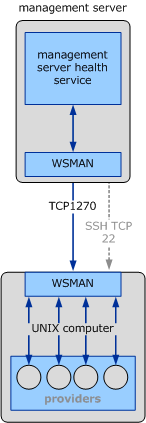 management server
management
server health
service
WSMAN
TCP1270
SSH TCP
22
WSMAN
UNIX computer
providers